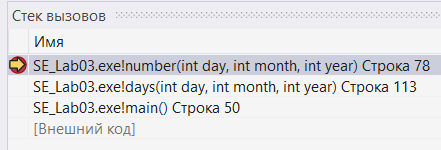 Стек вызовов
Имя
SE_Lab03.exe!number(int day, int month, int year) Строка 78
SE_Lab03.exe!days(int day, int month, int year) Строка 113
SE_Lab03.exe!main() Строка 50
[Внешний код]